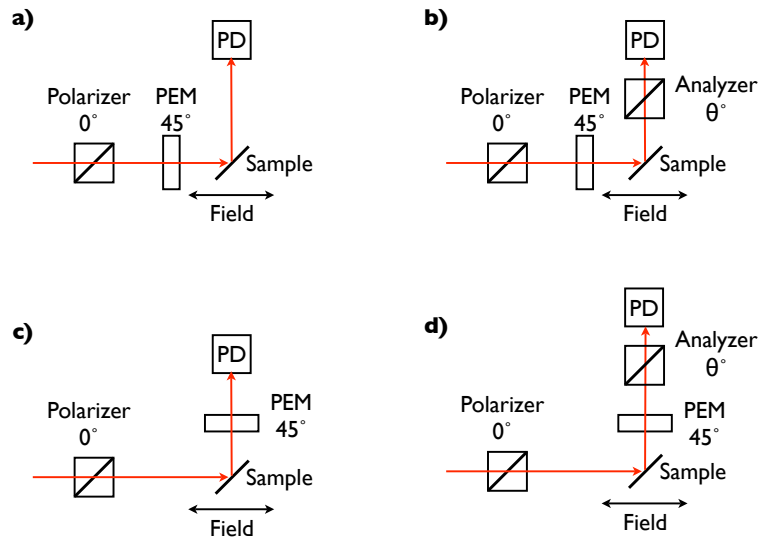 a)
PD
Polarizer
0°
PEM
45°
Sample
Field
b)
PD
Analyzer
θ°
Polarizer
0°
PEM
45°
Sample
Field
c)
PD
Polarizer
0°
PEM
45°
Sample
Field
d)
PD
Analyzer
θ°
Polarizer
0°
PEM
45°
Sample
Field